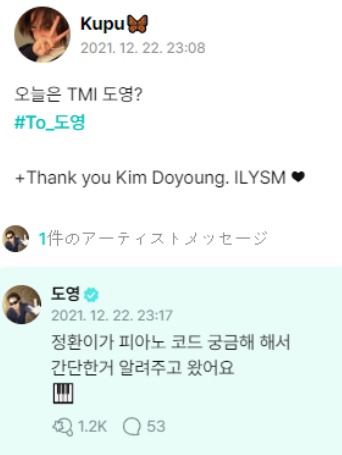 Kupu🦋
2021. 12. 22. 23:08
오늘은 TMI 도영?
#To_도영
+Thank you Kim Doyoung. ILYSM ❤
1件のアーティストメッセージ
도영
2021. 12. 22. 23:17
정환이가 피아노 코드 궁금해 해서
간단한거 알려주고 왔어요
🎹
1.2K 53